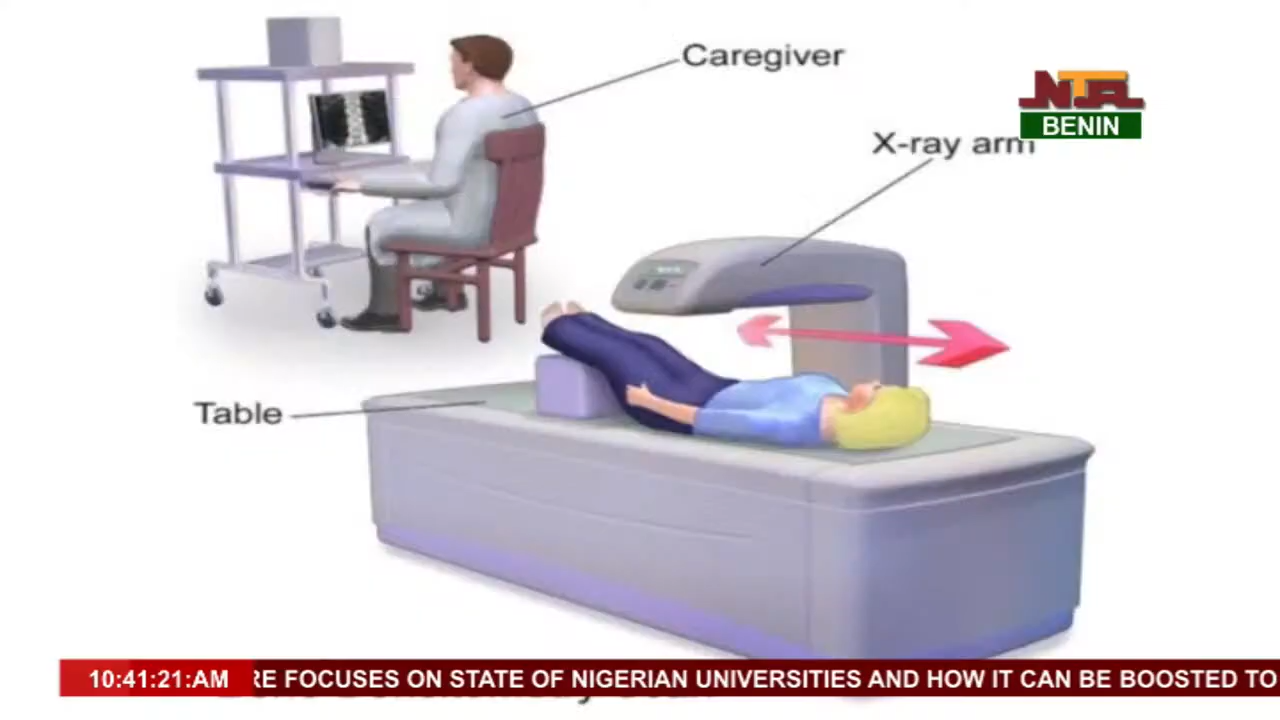 Caregiver
NTA
BENIN
X-ray arm
Table
10:41:21:AM
RE FOCUSES ON STATE OF NIGERIAN UNIVERSITIES AND HOW IT CAN BE BOOSTED TO